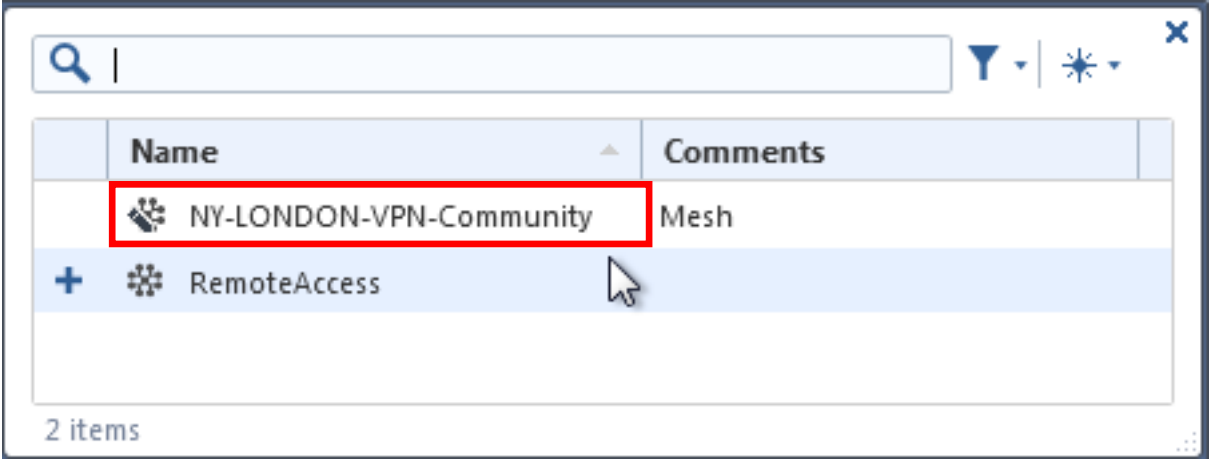 Name Comments
NY-LONDON-VPN-Community Mesh
RemoteAccess
2 items